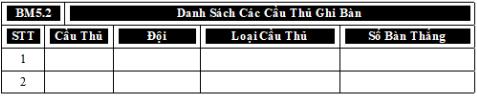 BM5.2 Danh Sách Các Cầu Thủ Ghi Bàn
STT Cầu Thủ Đội Loại Cầu Thủ Số Bàn Thắng
1
2